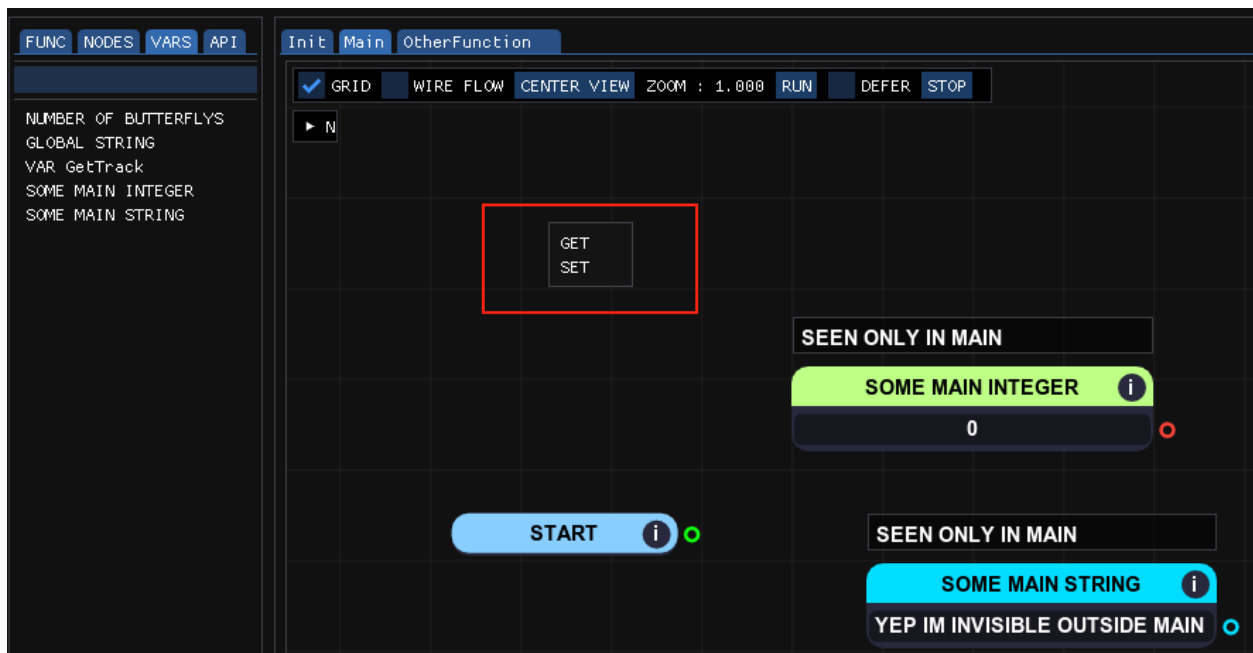 FUNC NODES VARS API
NUMBER OF BUTTERFLYS
GLOBAL STRING
VAR GetTrack
SOME MAIN INTEGER
SOME MAIN STRING
Init Main OtherFunction
GRID WIRE FLOW CENTER VIEW ZOOM : 1.000 RUN DEFER STOP
N
GET
SET
SEEN ONLY IN MAIN
SOME MAIN INTEGER i
0
START i
SEEN ONLY IN MAIN
SOME MAIN STRING i
YEP IM INVISIBLE OUTSIDE MAIN